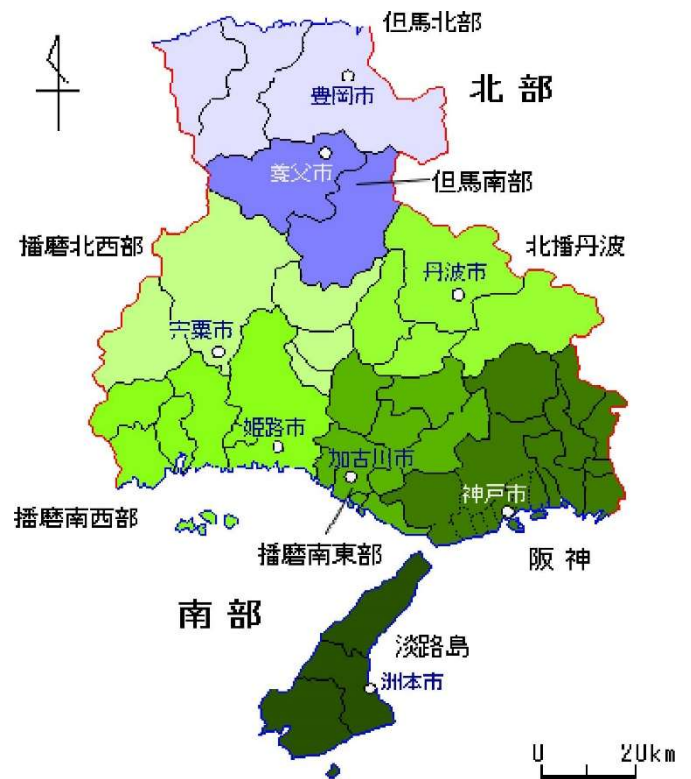 但馬北部
豊岡市
北部
養父市
但馬南部
播磨北西部
北播丹波
丹波市
宍粟市
姫路市
加古川市
神戸市
播磨南西部
播磨南東部
阪神
南部
淡路島
洲本市
0 20km